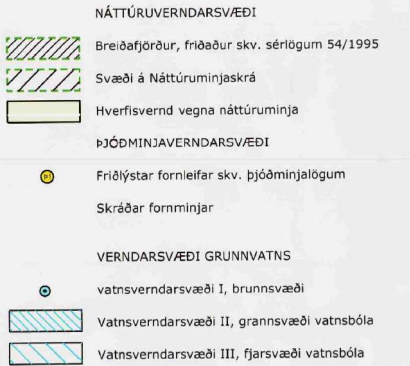 NÁTTÚRUVERNDARSVÆÐI
Breiðafjörður, friðaður skv. sérlögum 54/1995
Svæði á Náttúruminjaskrá
Hverfisvernd vegna náttúruminja
ÞJÓÐMINJAVERNDARSVÆÐI
Friðlýstar fornleifar skv. þjóðminjalögum
Skráðar fornminjar
VERNDARSVÆÐI GRUNNVATNS
vatnsverndarsvæði I, brunnsvæði
Vatnsverndarsvæði II, grannsvæði vatnsbóla
Vatnsverndarsvæði III, fjarsvæði vatnsbóla